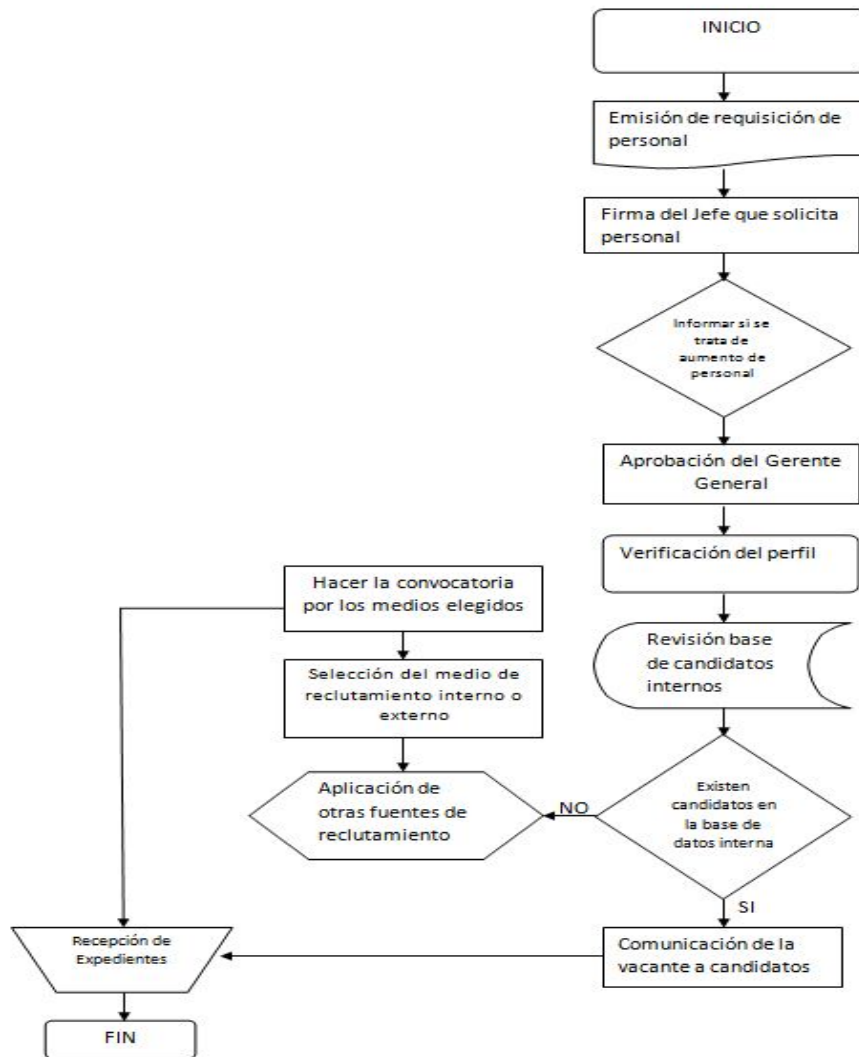 INICIO
Emisión de requisición de
personal
Firma del Jefe que solicita
personal
Informar si se
trata de
aumento de
personal
Aprobación del Gerente
General
Verificación del perfil
Revisión base
de candidatos
internos
Existen
candidatos en
la base de
datos interna
NO
SI
Hacer la convocatoria
por los medios elegidos
Selección del medio de
reclutamiento interno o
externo
Aplicación de
otras fuentes de
reclutamiento
Comunicación de la
vacante a candidatos
Recepción de
Expedientes
FIN